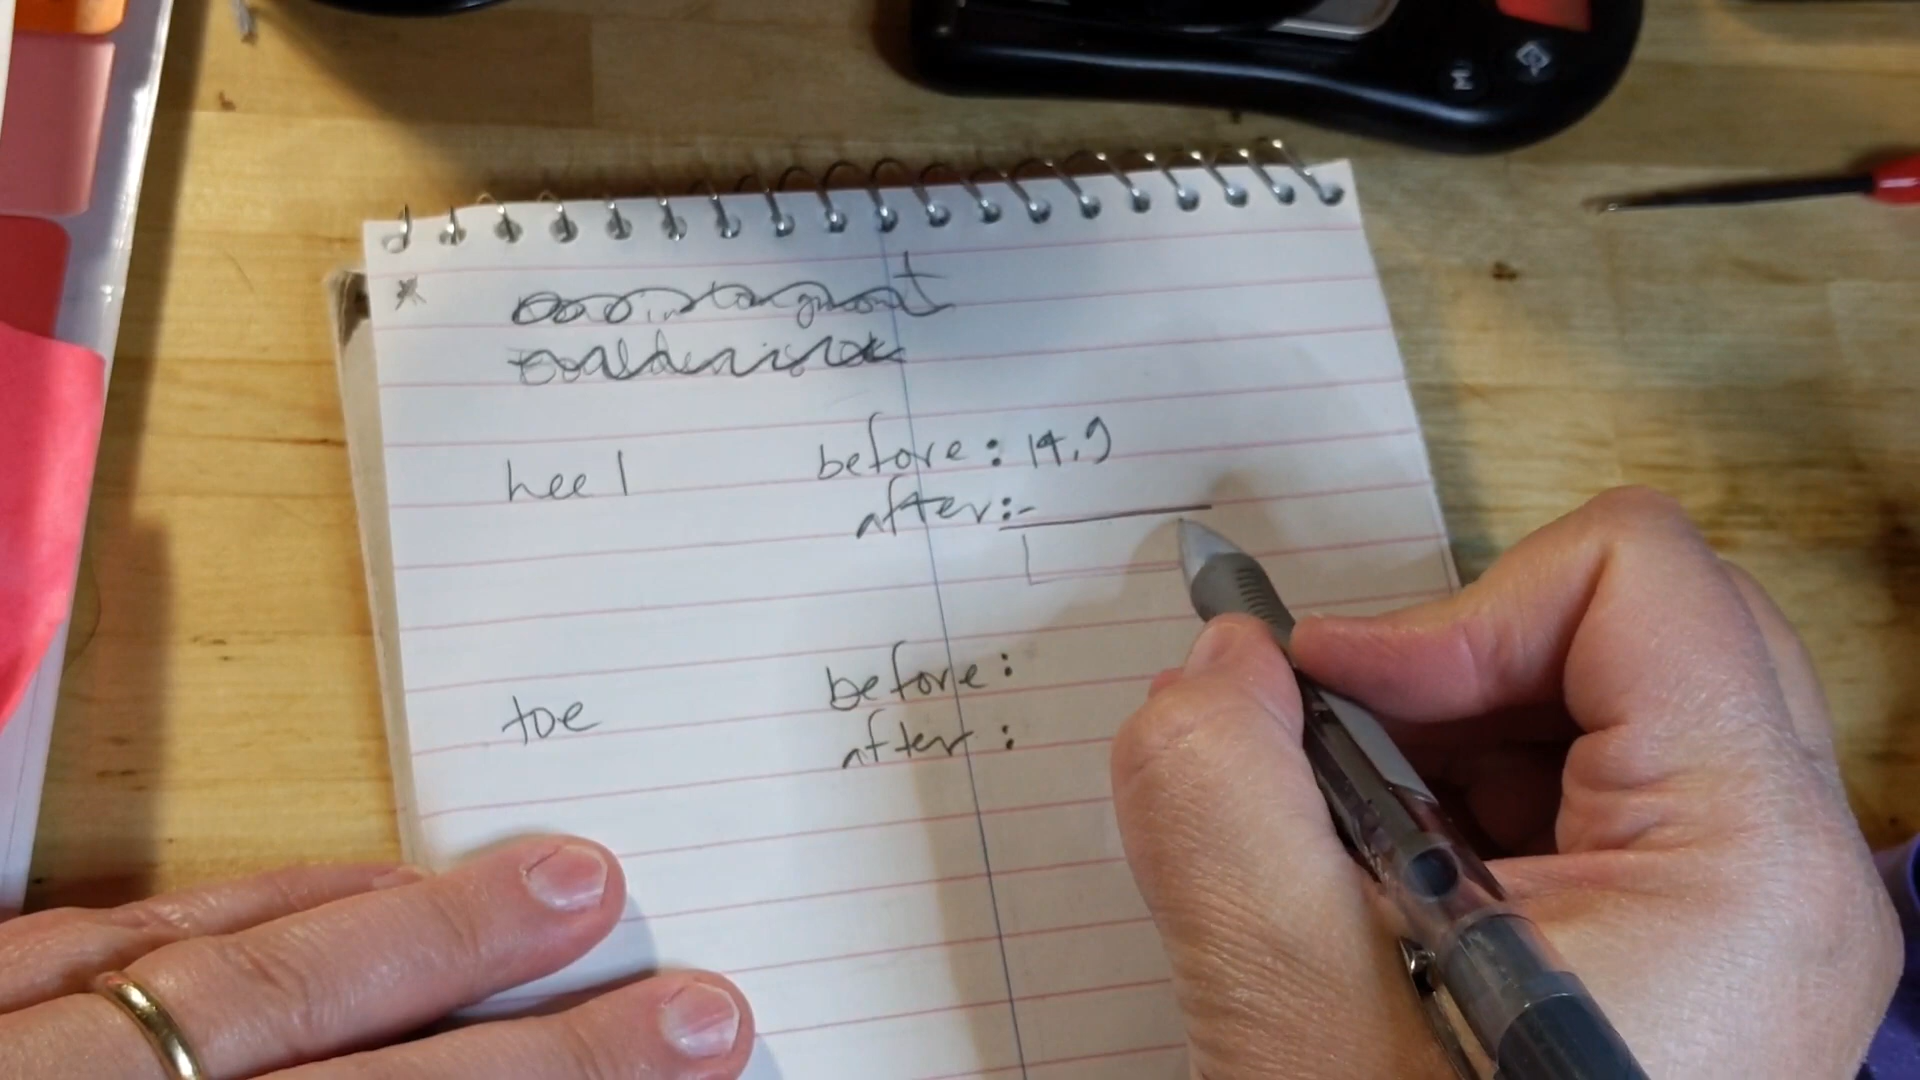 heel before: 14.9
after:-
toe before:
after: